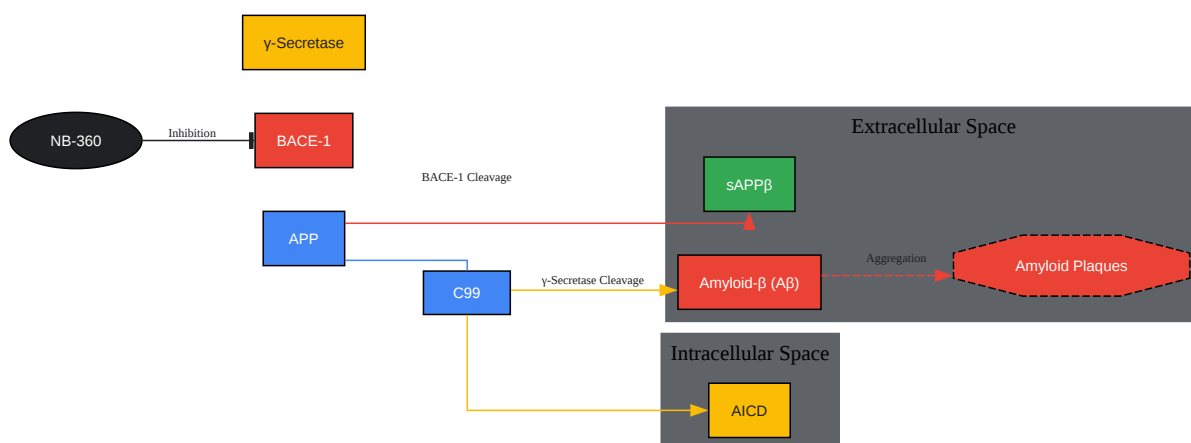 γ-Secretase
NB-360
Inhibition
BACE-1
Extracellular Space
BACE-1 Cleavage
sAPPβ
APP
Aggregation
Amyloid Plaques
γ-Secretase Cleavage
Amyloid-β (Aβ)
C99
Intracellular Space
AICD